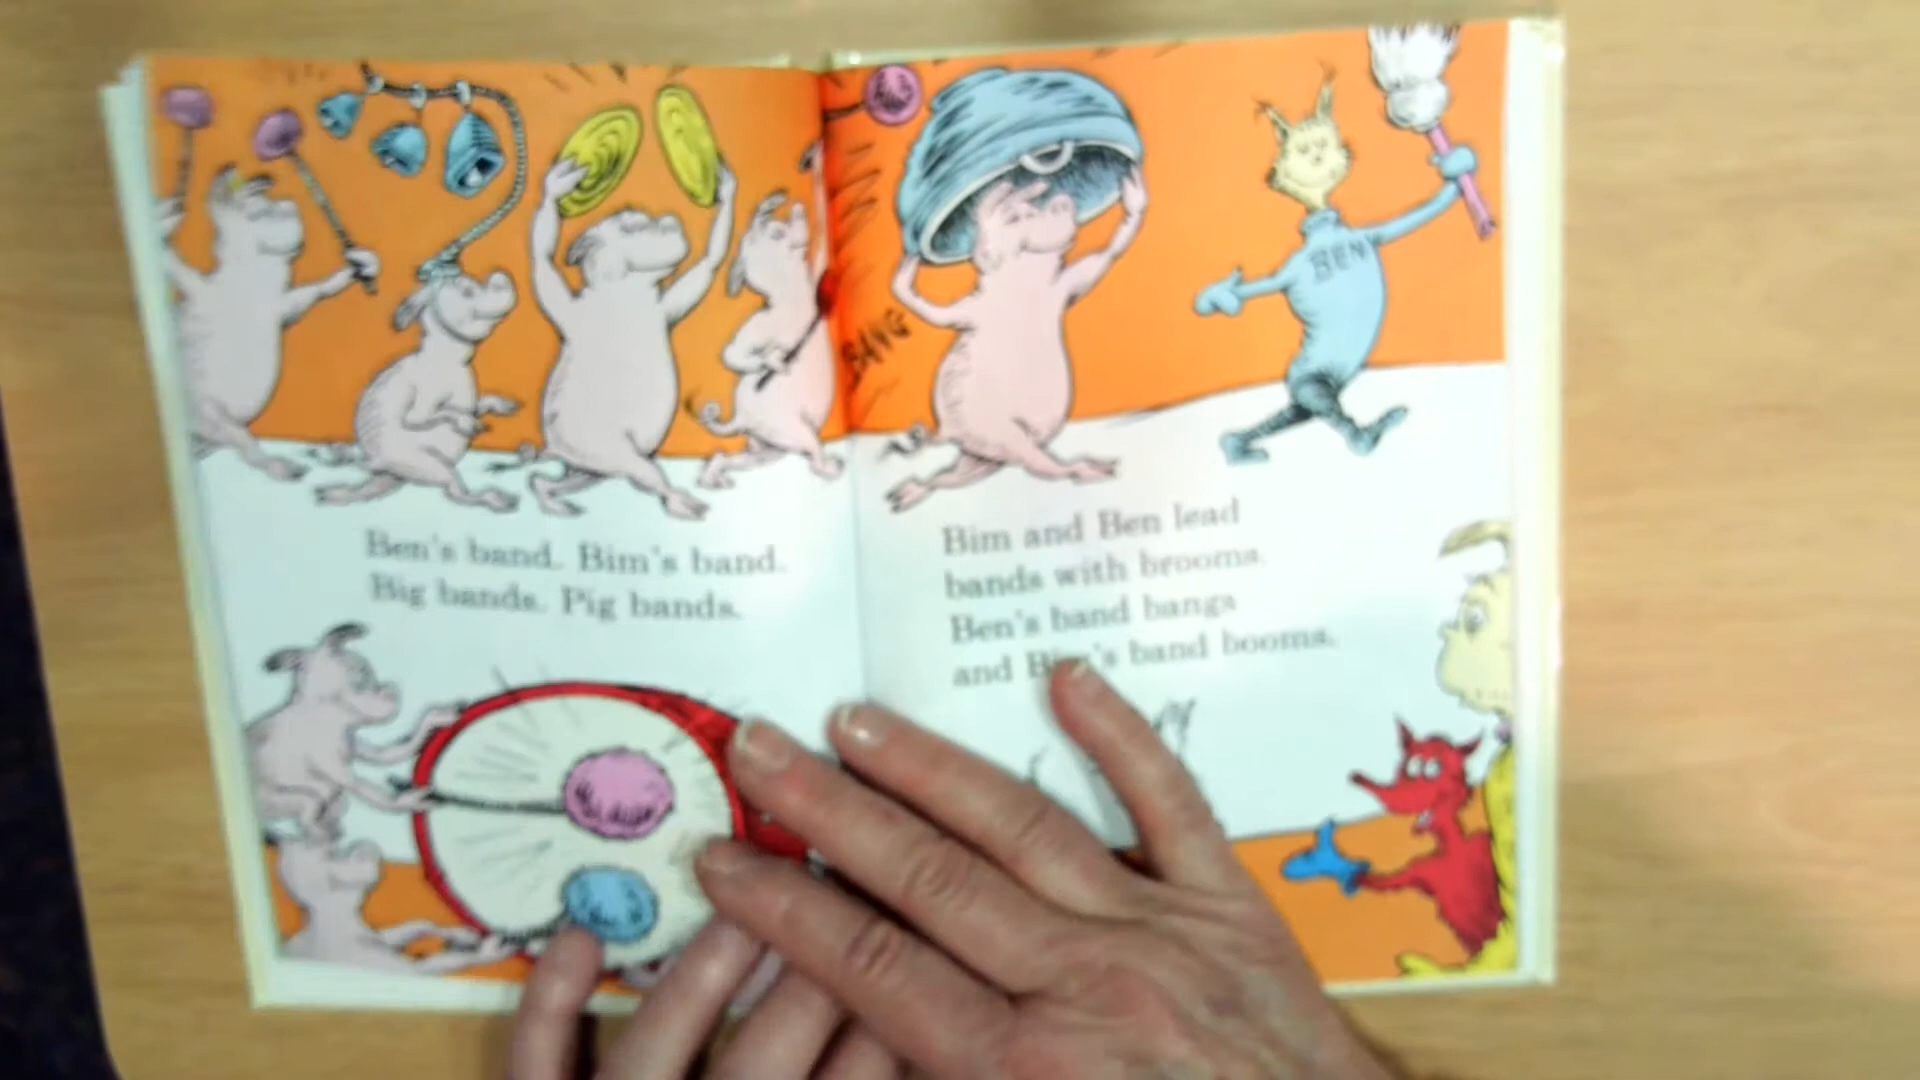 BANG
BEN
Ben's band. Bim's band.
Big bands. Pig bands.
Bim and Ben lead
bands with brooms.
Ben's band bangs
and Bim's band booms.